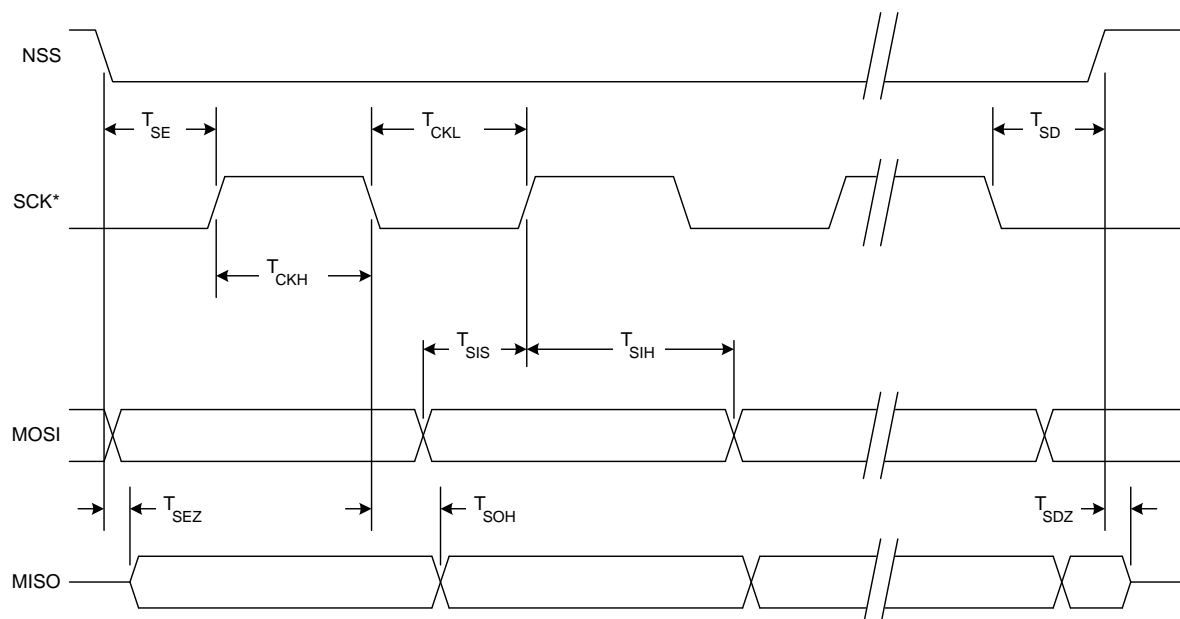 NSS
T_SE
T_CKL
T_SD
SCK*
T_CKH
T_SIS
T_SIH
MOSI
T_SEZ
T_SOH
T_SDZ
MISO